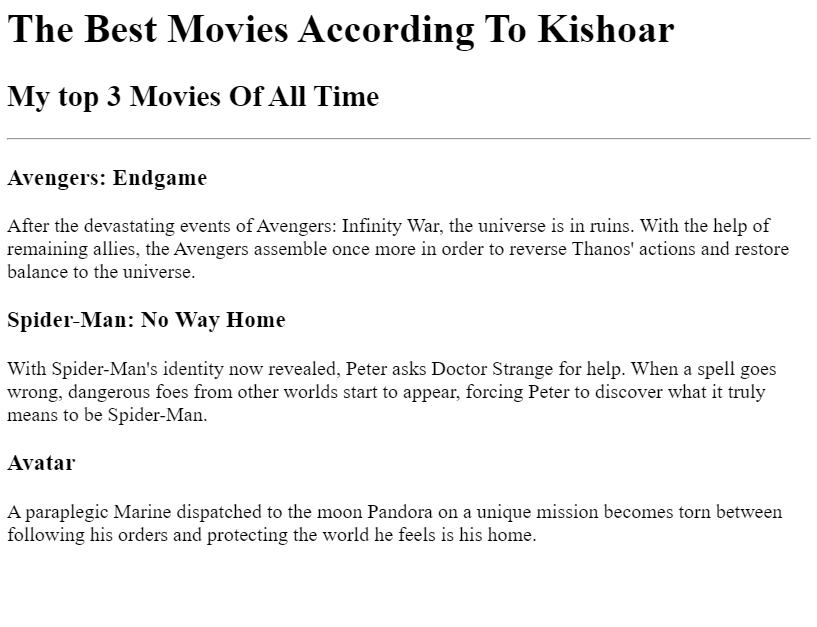 The Best Movies According To Kishoar
My top 3 Movies Of All Time
Avengers: Endgame
After the devastating events of Avengers: Infinity War, the universe is in ruins. With the help of
remaining allies, the Avengers assemble once more in order to reverse Thanos' actions and restore
balance to the universe.
Spider-Man: No Way Home
With Spider-Man's identity now revealed, Peter asks Doctor Strange for help. When a spell goes
wrong, dangerous foes from other worlds start to appear, forcing Peter to discover what it truly
means to be Spider-Man.
Avatar
A paraplegic Marine dispatched to the moon Pandora on a unique mission becomes torn between
following his orders and protecting the world he feels is his home.